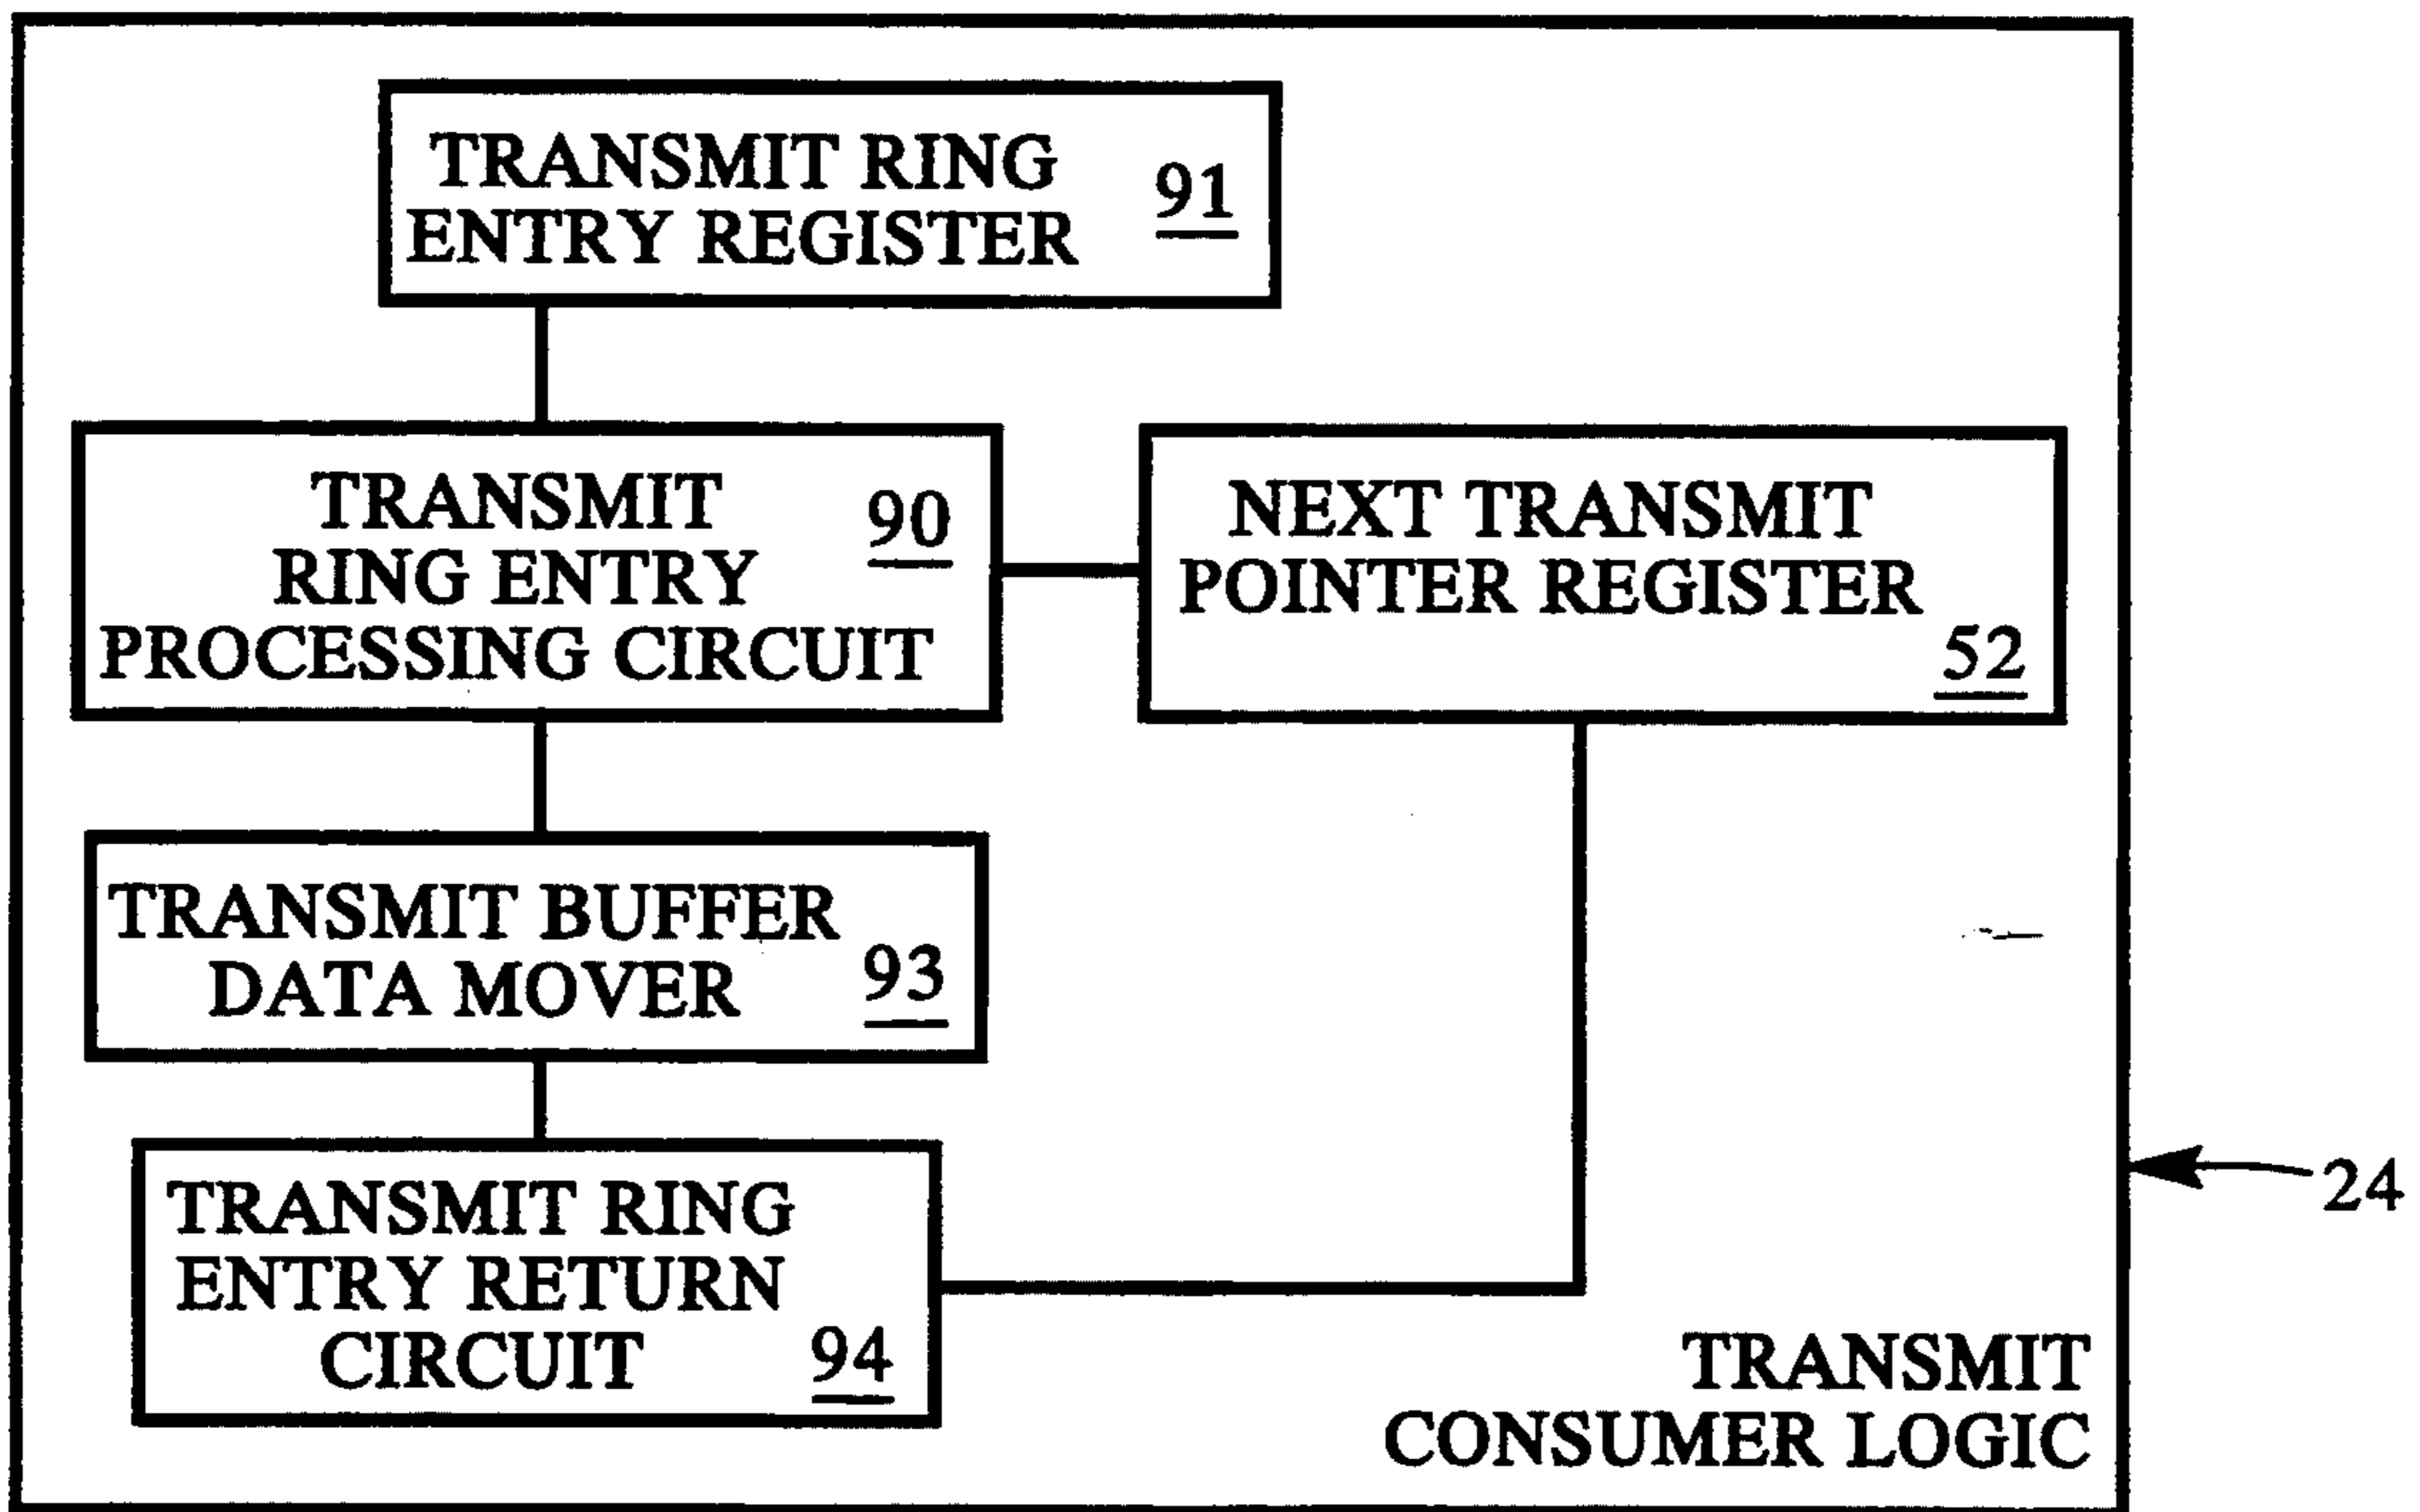 TRANSMIT RING
ENTRY REGISTER
91
TRANSMIT
RING ENTRY
PROCESSING CIRCUIT
90
NEXT TRANSMIT
POINTER REGISTER
52
TRANSMIT BUFFER
DATA MOVER
93
TRANSMIT RING
ENTRY RETURN
CIRCUIT
94
TRANSMIT
CONSUMER LOGIC
24